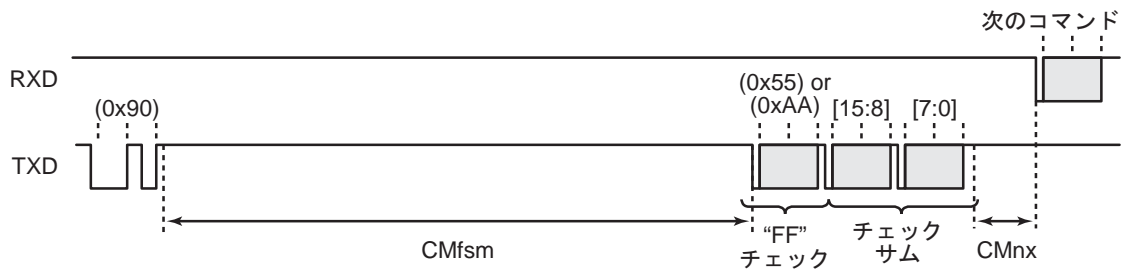 次のコマンド
RXD
(0x55) or
(0xAA)
(0x90)
[15:8]
[7:0]
TXD
CMfsm
“FF”
チェック
チェック
サム
CMnx